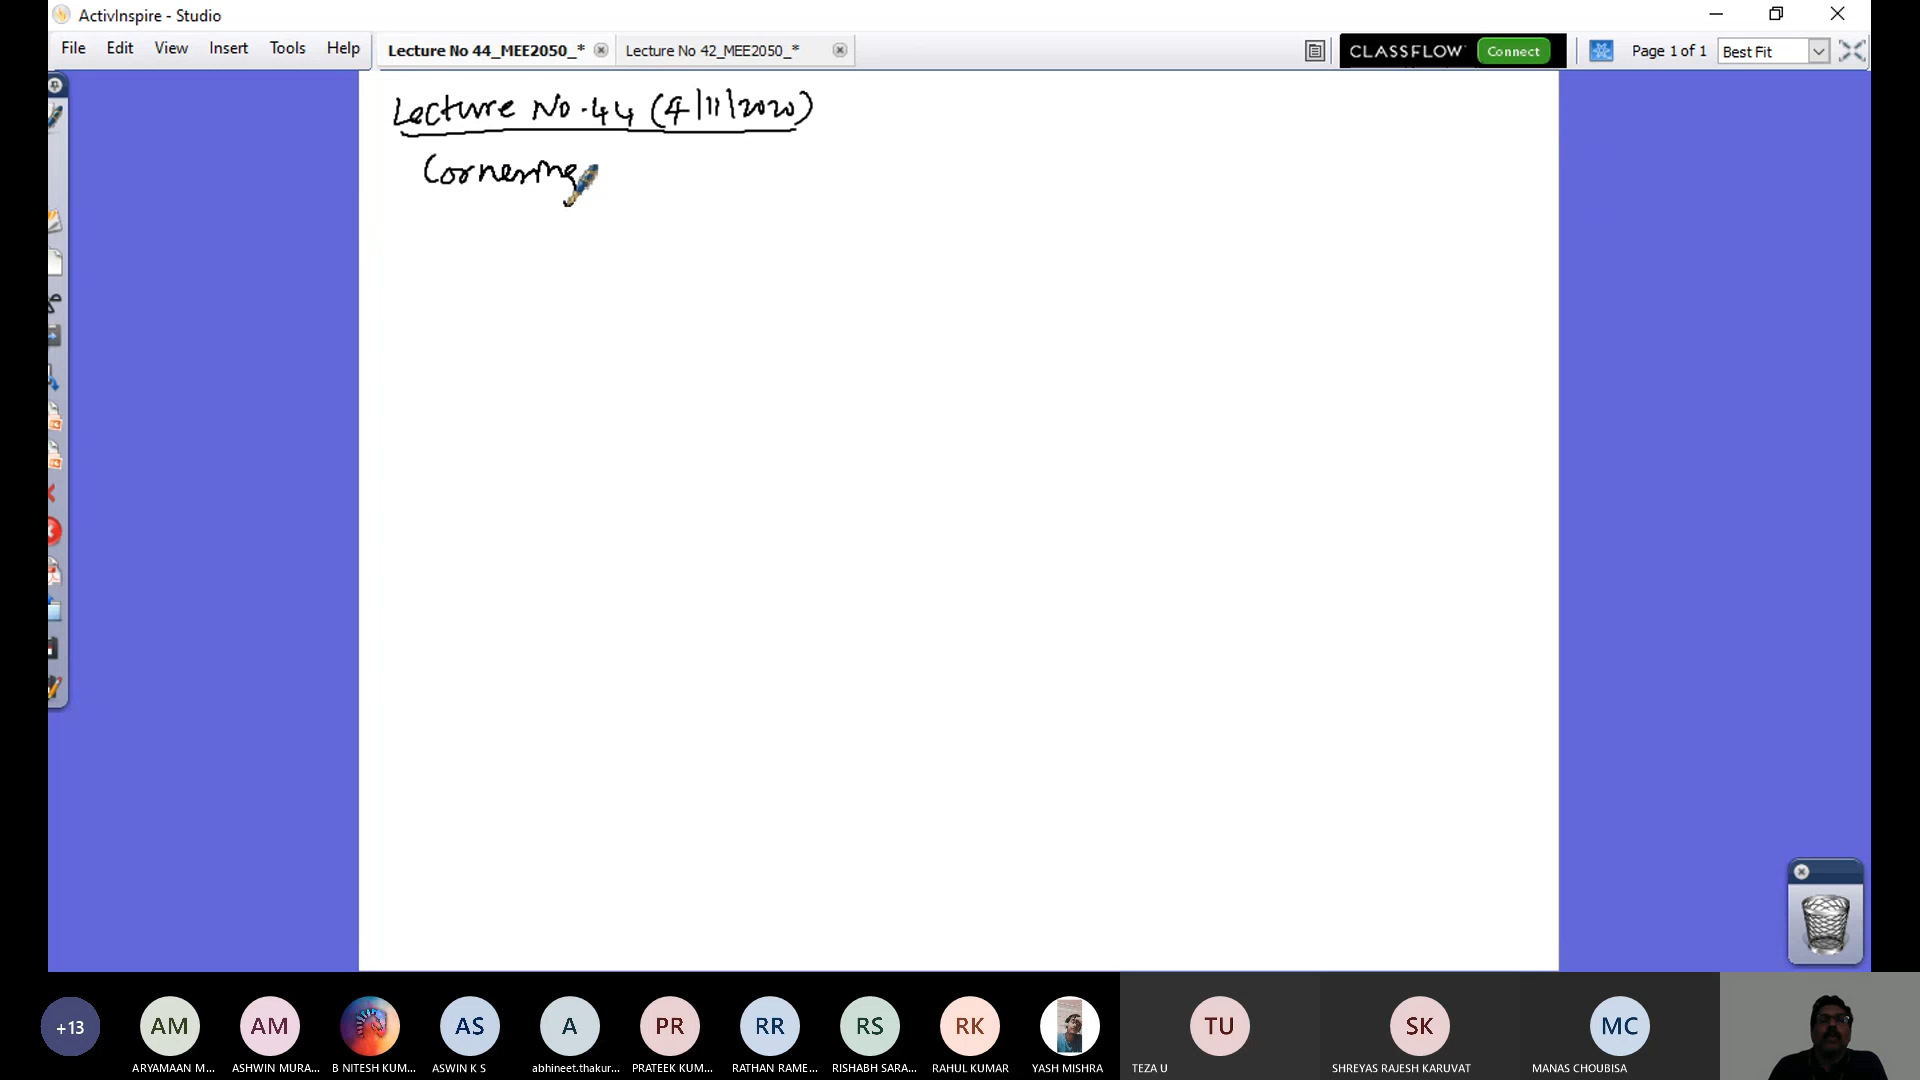 ActivInspire - Studio
File Edit View Insert Tools Help
Lecture No 44_MEE2050_* Lecture No 42_MEE2050_*
CLASSFLOW Connect
Page 1 of 1 Best Fit
Lecture No.44 (4/11/2020)
Cornering
+13 AM AM AS A PR RR RS RK TU SK MC
ARYAMAAN M... ASHWIN MURA... B NITESH KUM... ASWIN K S abhineet.thakur... PRATEEK KUM... RATHAN RAME... RISHABH SARA... RAHUL KUMAR YASH MISHRA TEZA U SHREYAS RAJESH KARUVAT MANAS CHOUBISA